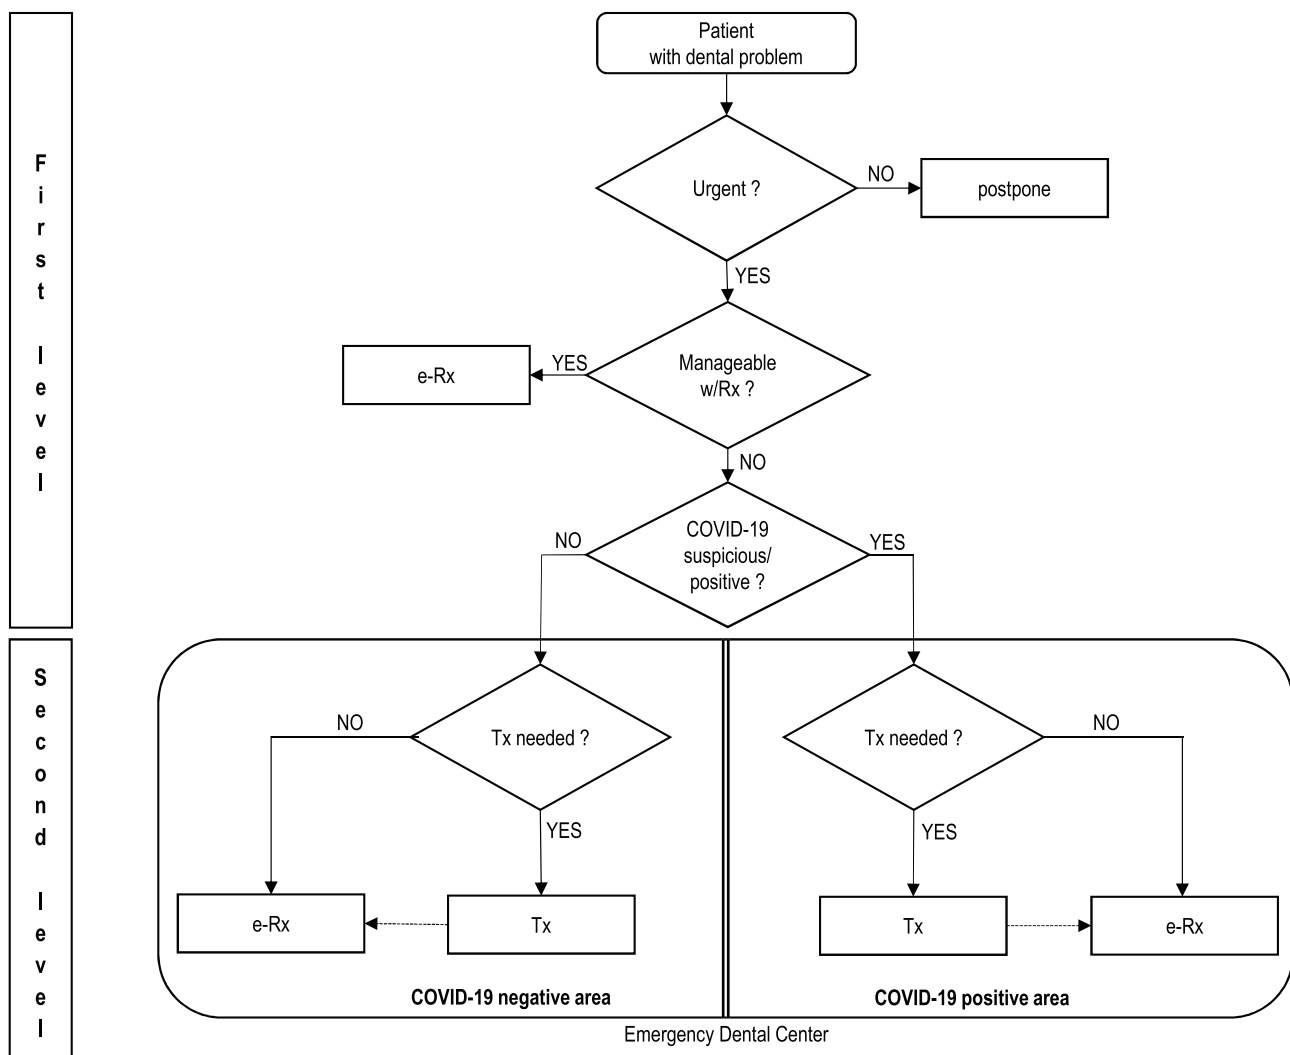 First level
Patient
with dental problem
Urgent ?
NO
postpone
YES
Manageable
w/Rx ?
YES
e-Rx
NO
COVID-19
suspicious/
positive ?
NO
YES
Second level
Tx needed ?
NO
YES
e-Rx
Tx
COVID-19 negative area
Tx needed ?
NO
YES
Tx
e-Rx
COVID-19 positive area
Emergency Dental Center